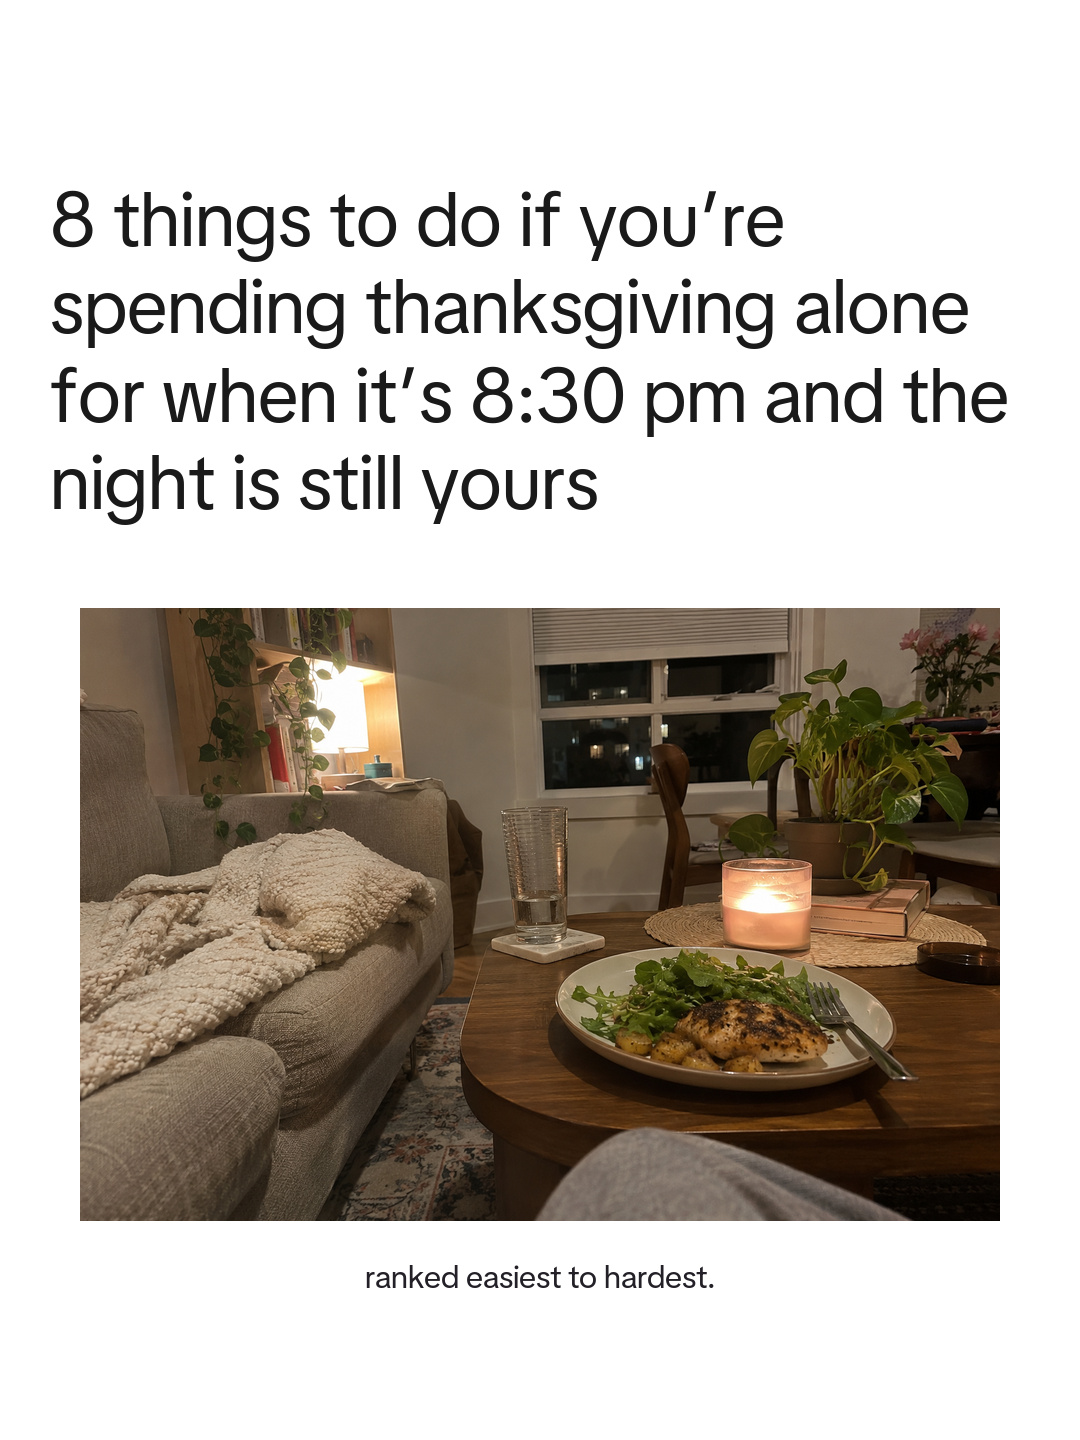 8 things to do if you’re
spending thanksgiving alone
for when it’s 8:30 pm and the
night is still yours
ranked easiest to hardest.